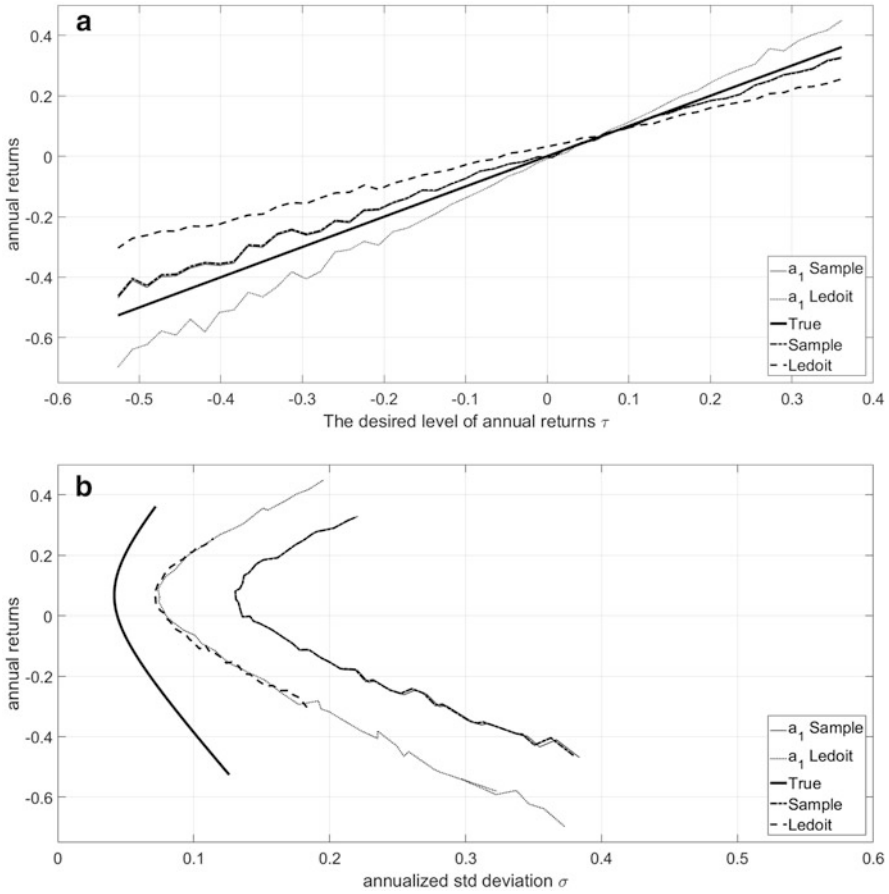 a
0.4
0.2
0
-0.2
-0.4
-0.6
annual returns
a1 Sample
a1 Ledoit
True
Sample
Ledoit
-0.6 -0.5 -0.4 -0.3 -0.2 -0.1 0 0.1 0.2 0.3 0.4
The desired level of annual returns τ
b
0.4
0.2
0
-0.2
-0.4
-0.6
annual returns
a1 Sample
a1 Ledoit
True
Sample
Ledoit
0 0.1 0.2 0.3 0.4 0.5 0.6
annualized std deviation σ